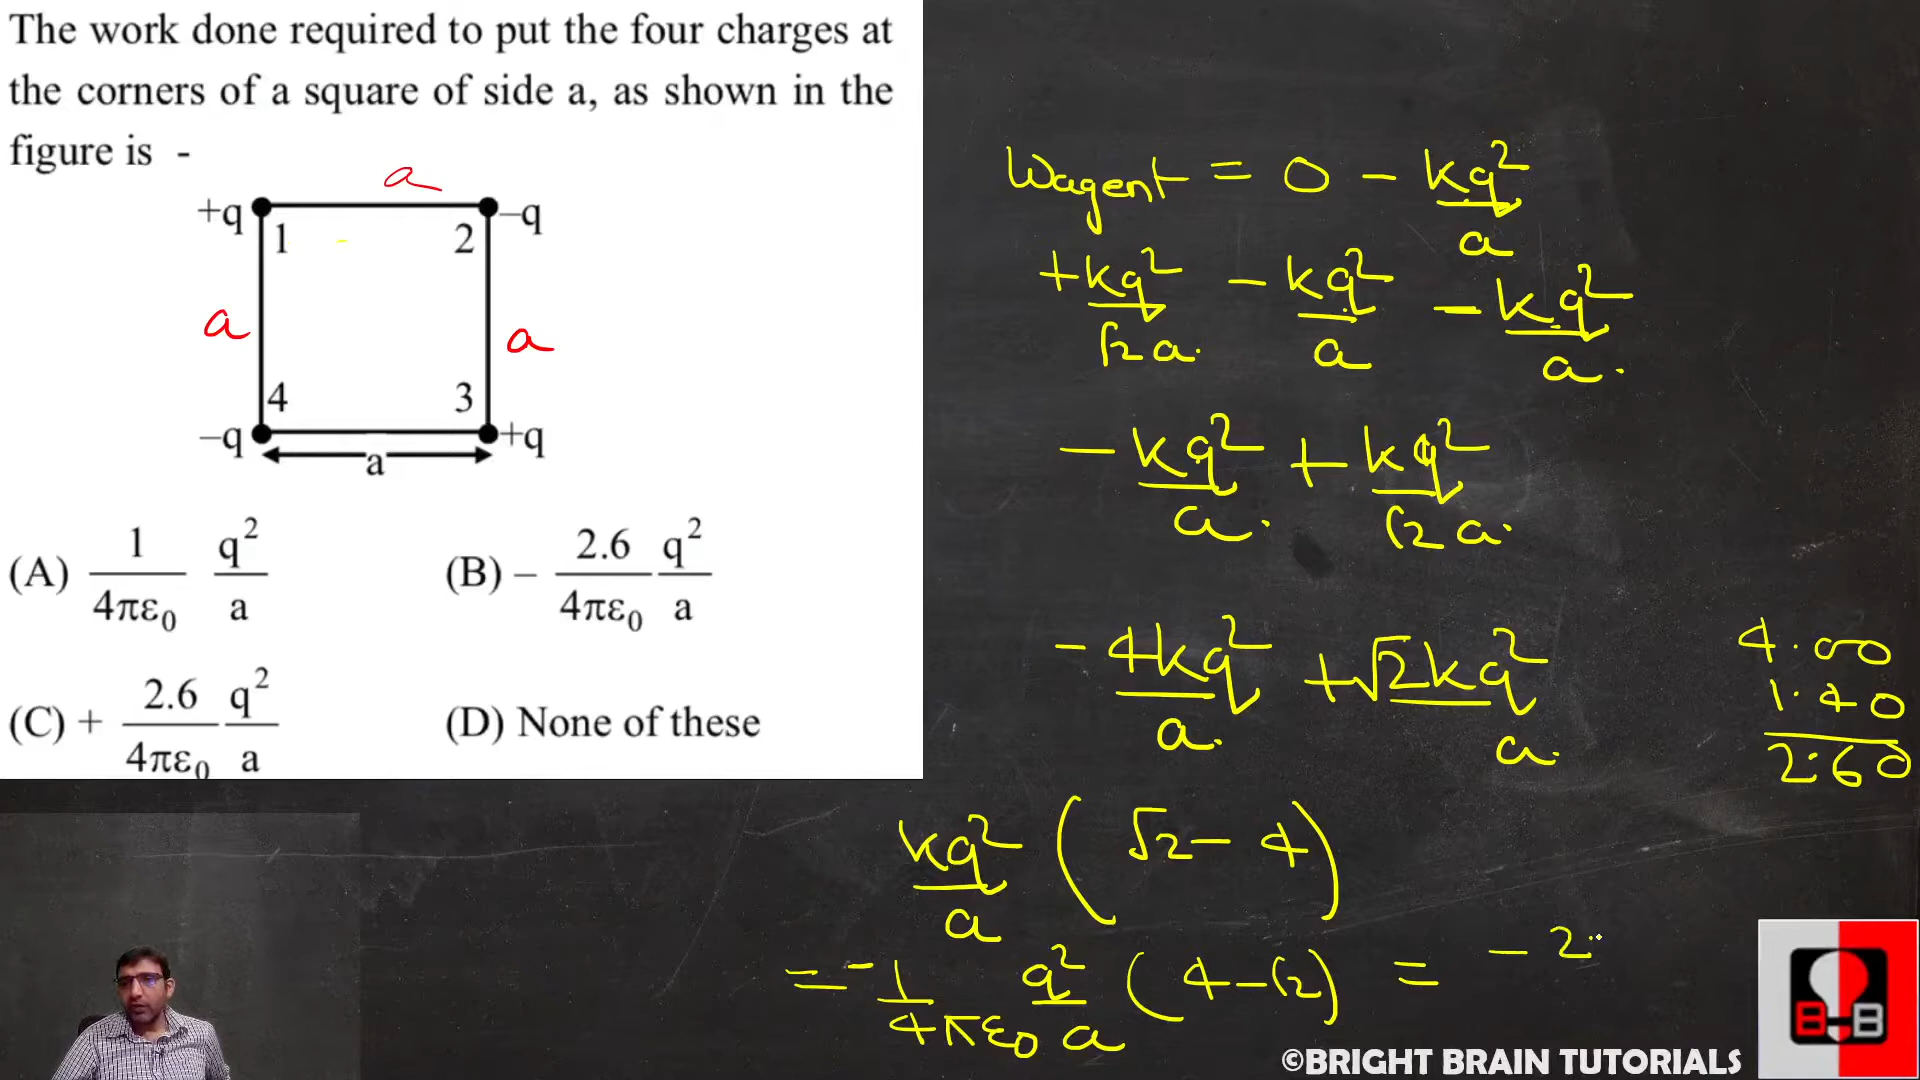 The work done required to put the four charges at
the corners of a square of side a, as shown in the
figure is -
a
+q
-q
1
2
a
a
4
3
-q
+q
a
(A) 1/4πε₀ q²/a
(B) - 2.6/4πε₀ q²/a
(C) + 2.6/4πε₀ q²/a
(D) None of these
Wagent = 0 - kq²/a
+kq²/√2a. - kq²/a - kq²/a.
- kq²/a. + kq²/√2a.
- 4kq²/a. + √2kq²/a.
4.00
1.40
2.60
kq²/a (√2 - 4)
= - 1/4πε₀ q²/a (4-√2) = - 2.
B B
©BRIGHT BRAIN TUTORIALS